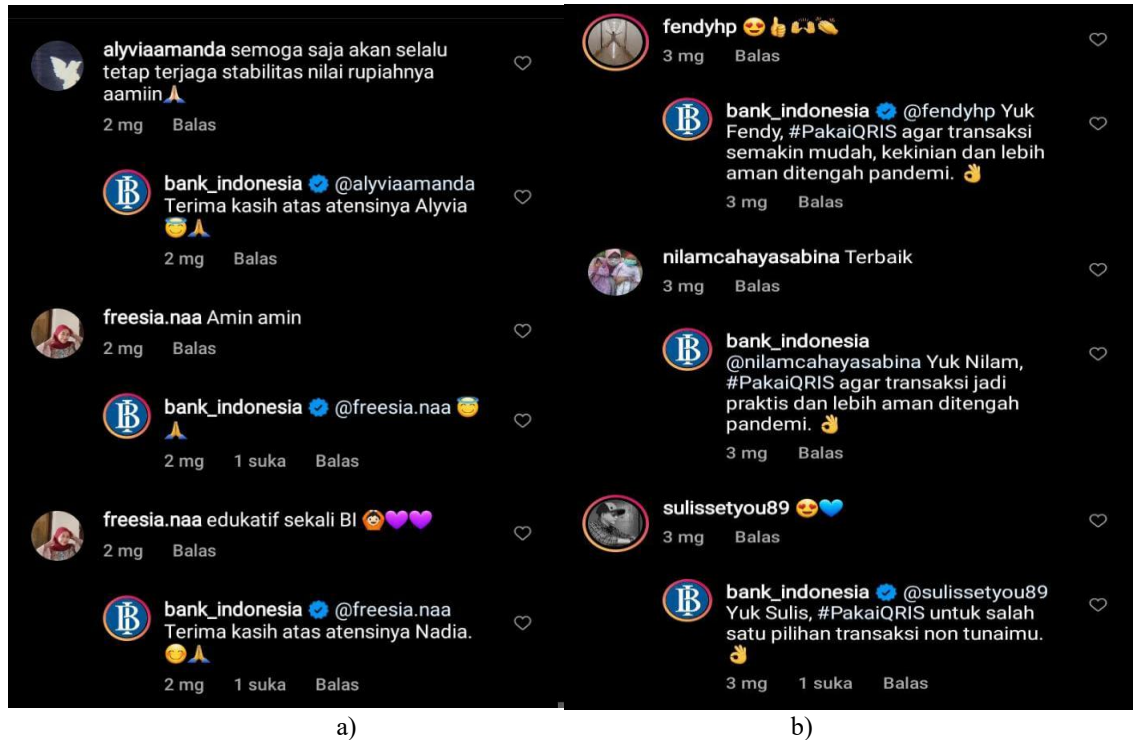 alyviaamanda semoga saja akan selalu
tetap terjaga stabilitas nilai rupiahnya
aamiin🙏
2 mg Balas
bank_indonesia @alyviaamanda
Terima kasih atas atensinya Alyvia
😇🙏
2 mg Balas
freesia.naa Amin amin
2 mg Balas
bank_indonesia @freesia.naa 😇
🙏
2 mg 1 suka Balas
freesia.naa edukatif sekali BI 🙆💜💜
2 mg Balas
bank_indonesia @freesia.naa
Terima kasih atas atensinya Nadia.
😊🙏
2 mg 1 suka Balas
a)
fendyhp 😍👍🙌👏
3 mg Balas
bank_indonesia @fendyhp Yuk
Fendy, #PakaiQRIS agar transaksi
semakin mudah, kekinian dan lebih
aman ditengah pandemi. 👌
3 mg Balas
nilamcahayasabina Terbaik
3 mg Balas
bank_indonesia
@nilamcahayasabina Yuk Nilam,
#PakaiQRIS agar transaksi jadi
praktis dan lebih aman ditengah
pandemi. 👌
3 mg Balas
sulissetyou89 😍💙
3 mg Balas
bank_indonesia @sulissetyou89
Yuk Sulis, #PakaiQRIS untuk salah
satu pilihan transaksi non tunaimu.
👌
3 mg 1 suka Balas
b)